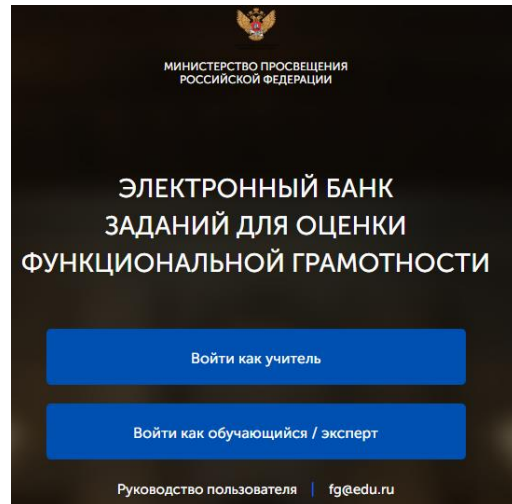 МИНИСТЕРСТВО ПРОСВЕЩЕНИЯ
РОССИЙСКОЙ ФЕДЕРАЦИИ
ЭЛЕКТРОННЫЙ БАНК
ЗАДАНИЙ ДЛЯ ОЦЕНКИ
ФУНКЦИОНАЛЬНОЙ ГРАМОТНОСТИ
Войти как учитель
Войти как обучающийся / эксперт
Руководство пользователя | fg@edu.ru